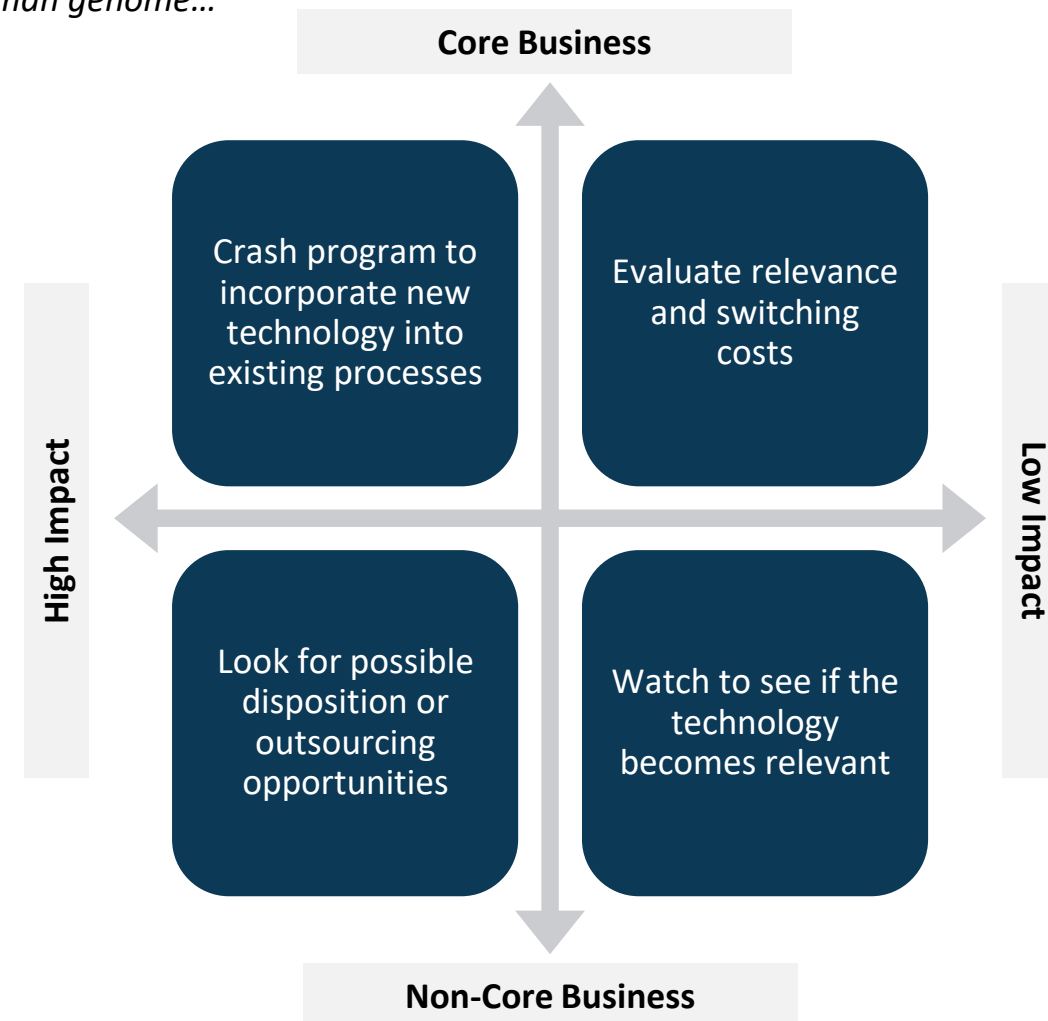 genome…
Core Business
Crash program to
incorporate new
technology into
existing processes
Evaluate relevance
and switching
costs
High Impact
Low Impact
Look for possible
disposition or
outsourcing
opportunities
Watch to see if the
technology
becomes relevant
Non-Core Business